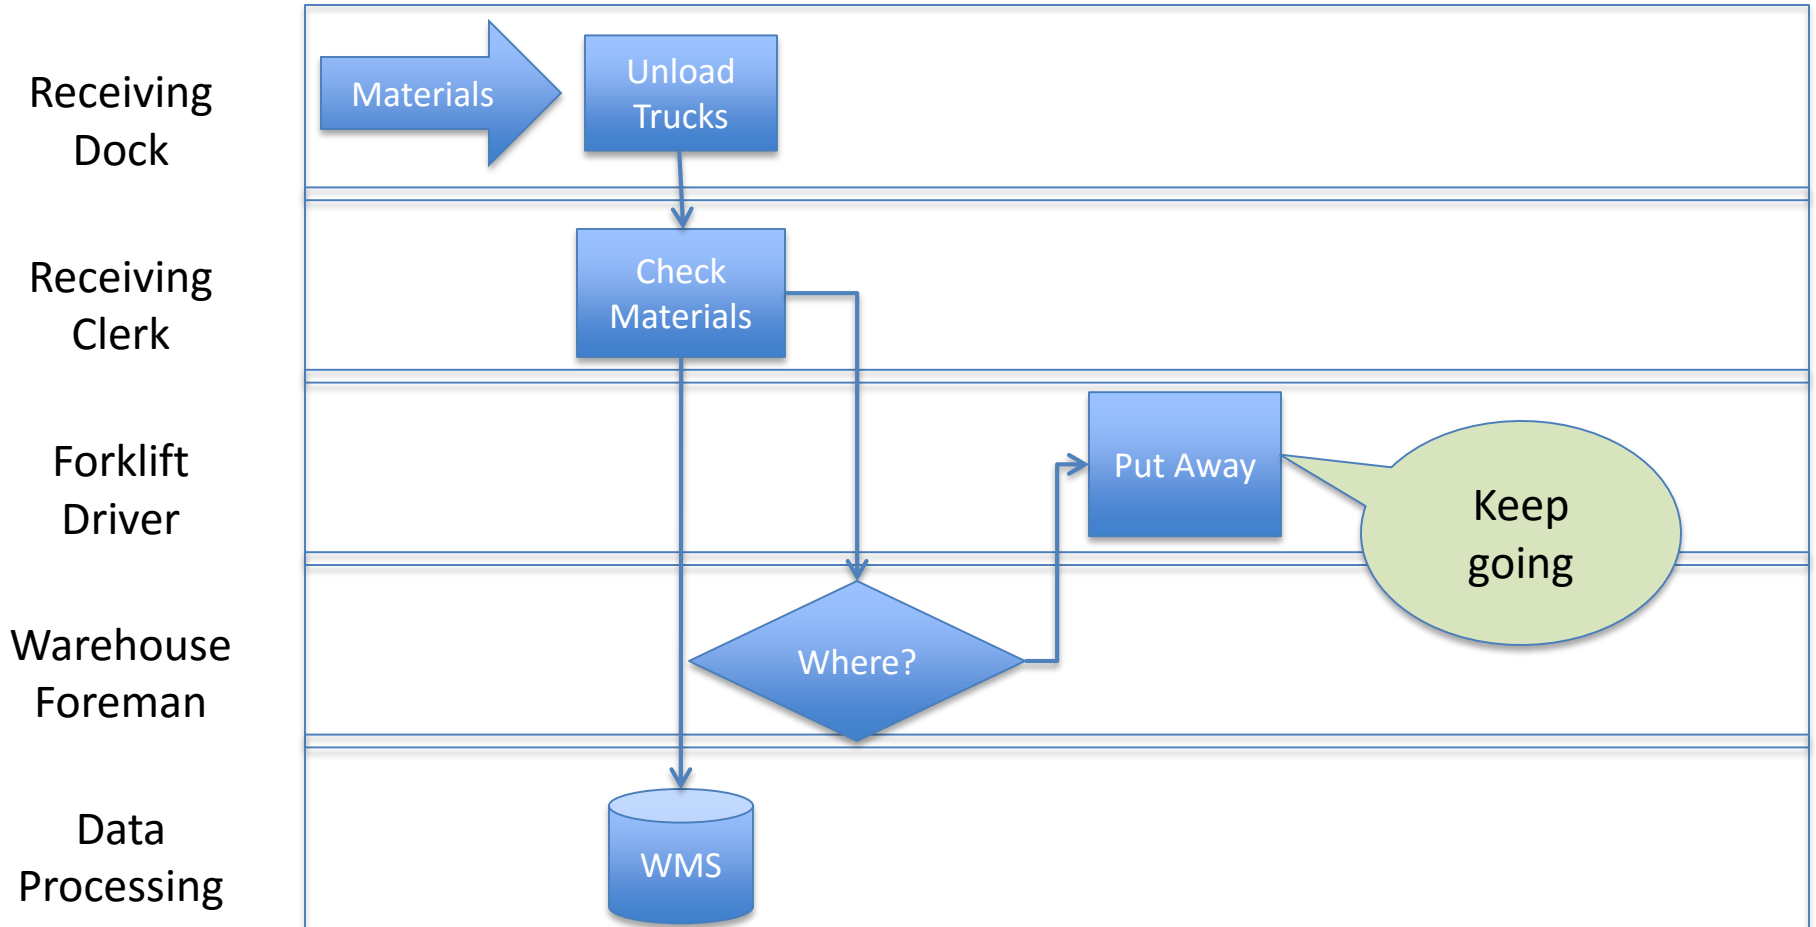 Receiving
Dock
Materials
Unload
Trucks
Receiving
Clerk
Check
Materials
Forklift
Driver
Put Away
Keep
going
Warehouse
Foreman
Where?
Data
Processing
WMS